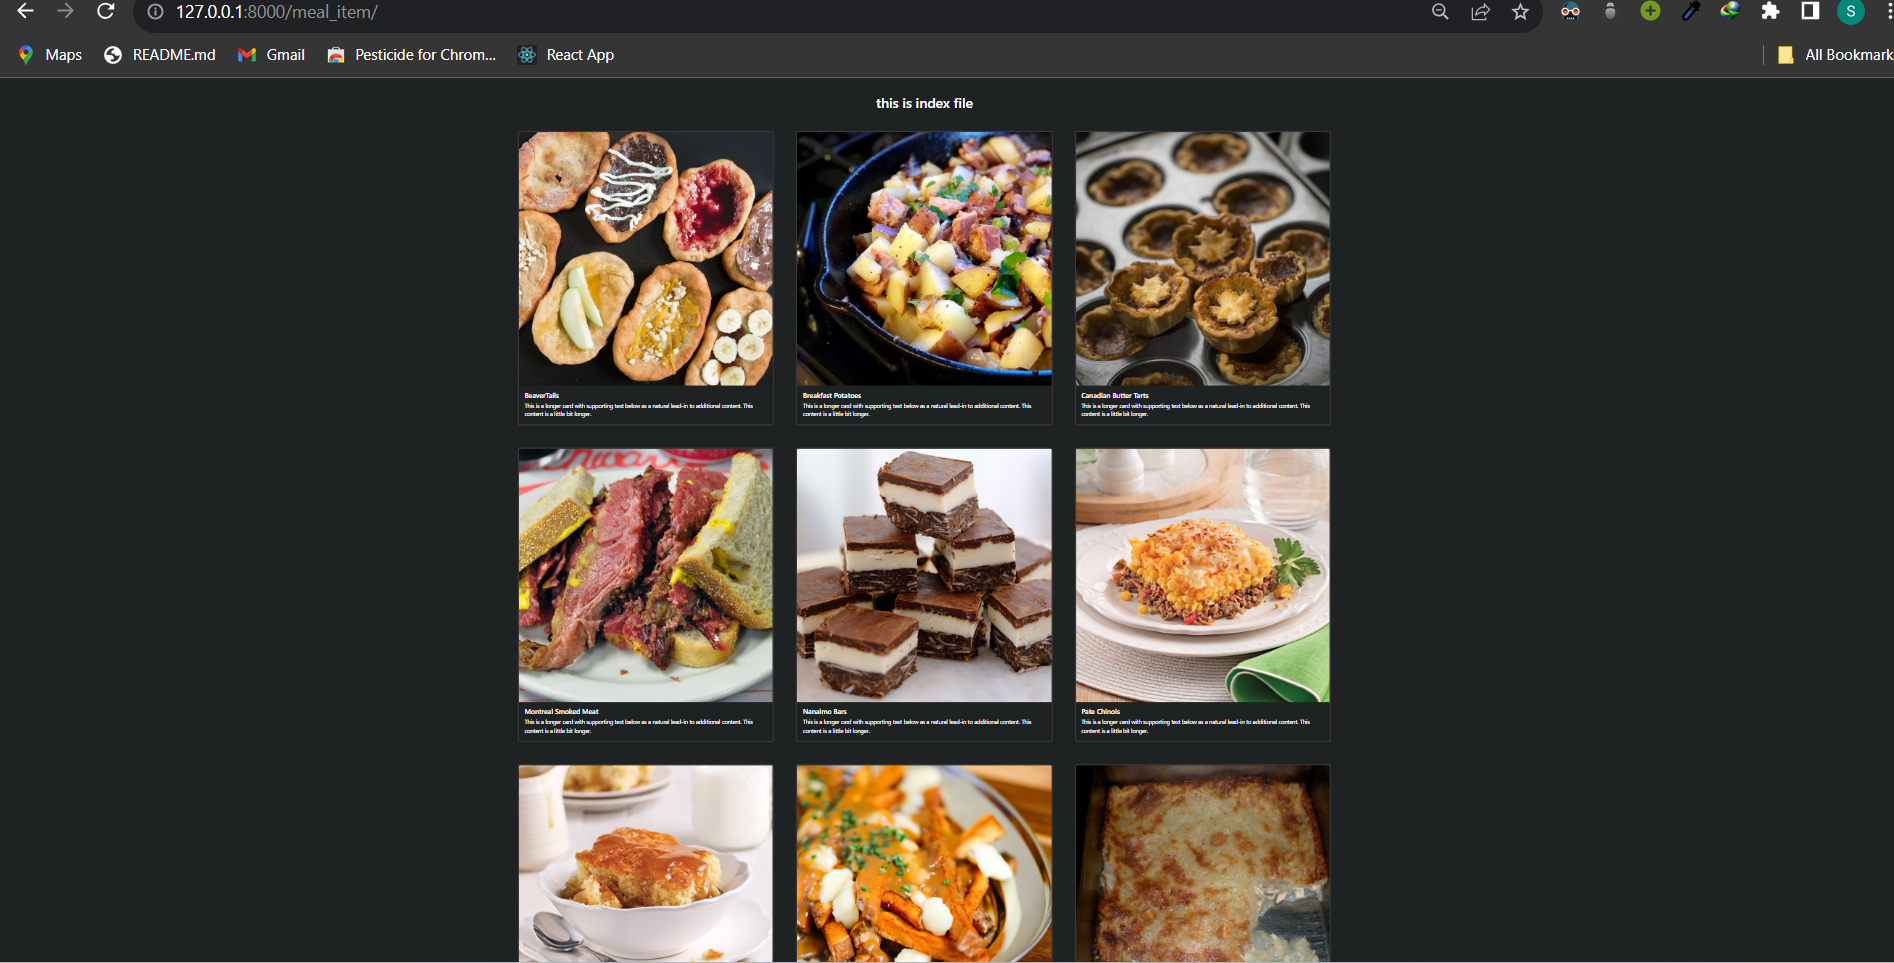 127.0.0.1:8000/meal_item/
S
Maps README.md Gmail Pesticide for Chrom... React App All Bookmark
this is index file
BeaverTails
This is a longer card with supporting text below as a natural lead-in to additional content. This
content is a little bit longer.
Breakfast Potatoes
This is a longer card with supporting text below as a natural lead-in to additional content. This
content is a little bit longer.
Canadian Butter Tarts
This is a longer card with supporting text below as a natural lead-in to additional content. This
content is a little bit longer.
Montreal Smoked Meat
This is a longer card with supporting text below as a natural lead-in to additional content. This
content is a little bit longer.
Nanaimo Bars
This is a longer card with supporting text below as a natural lead-in to additional content. This
content is a little bit longer.
Pate Chinois
This is a longer card with supporting text below as a natural lead-in to additional content. This
content is a little bit longer.